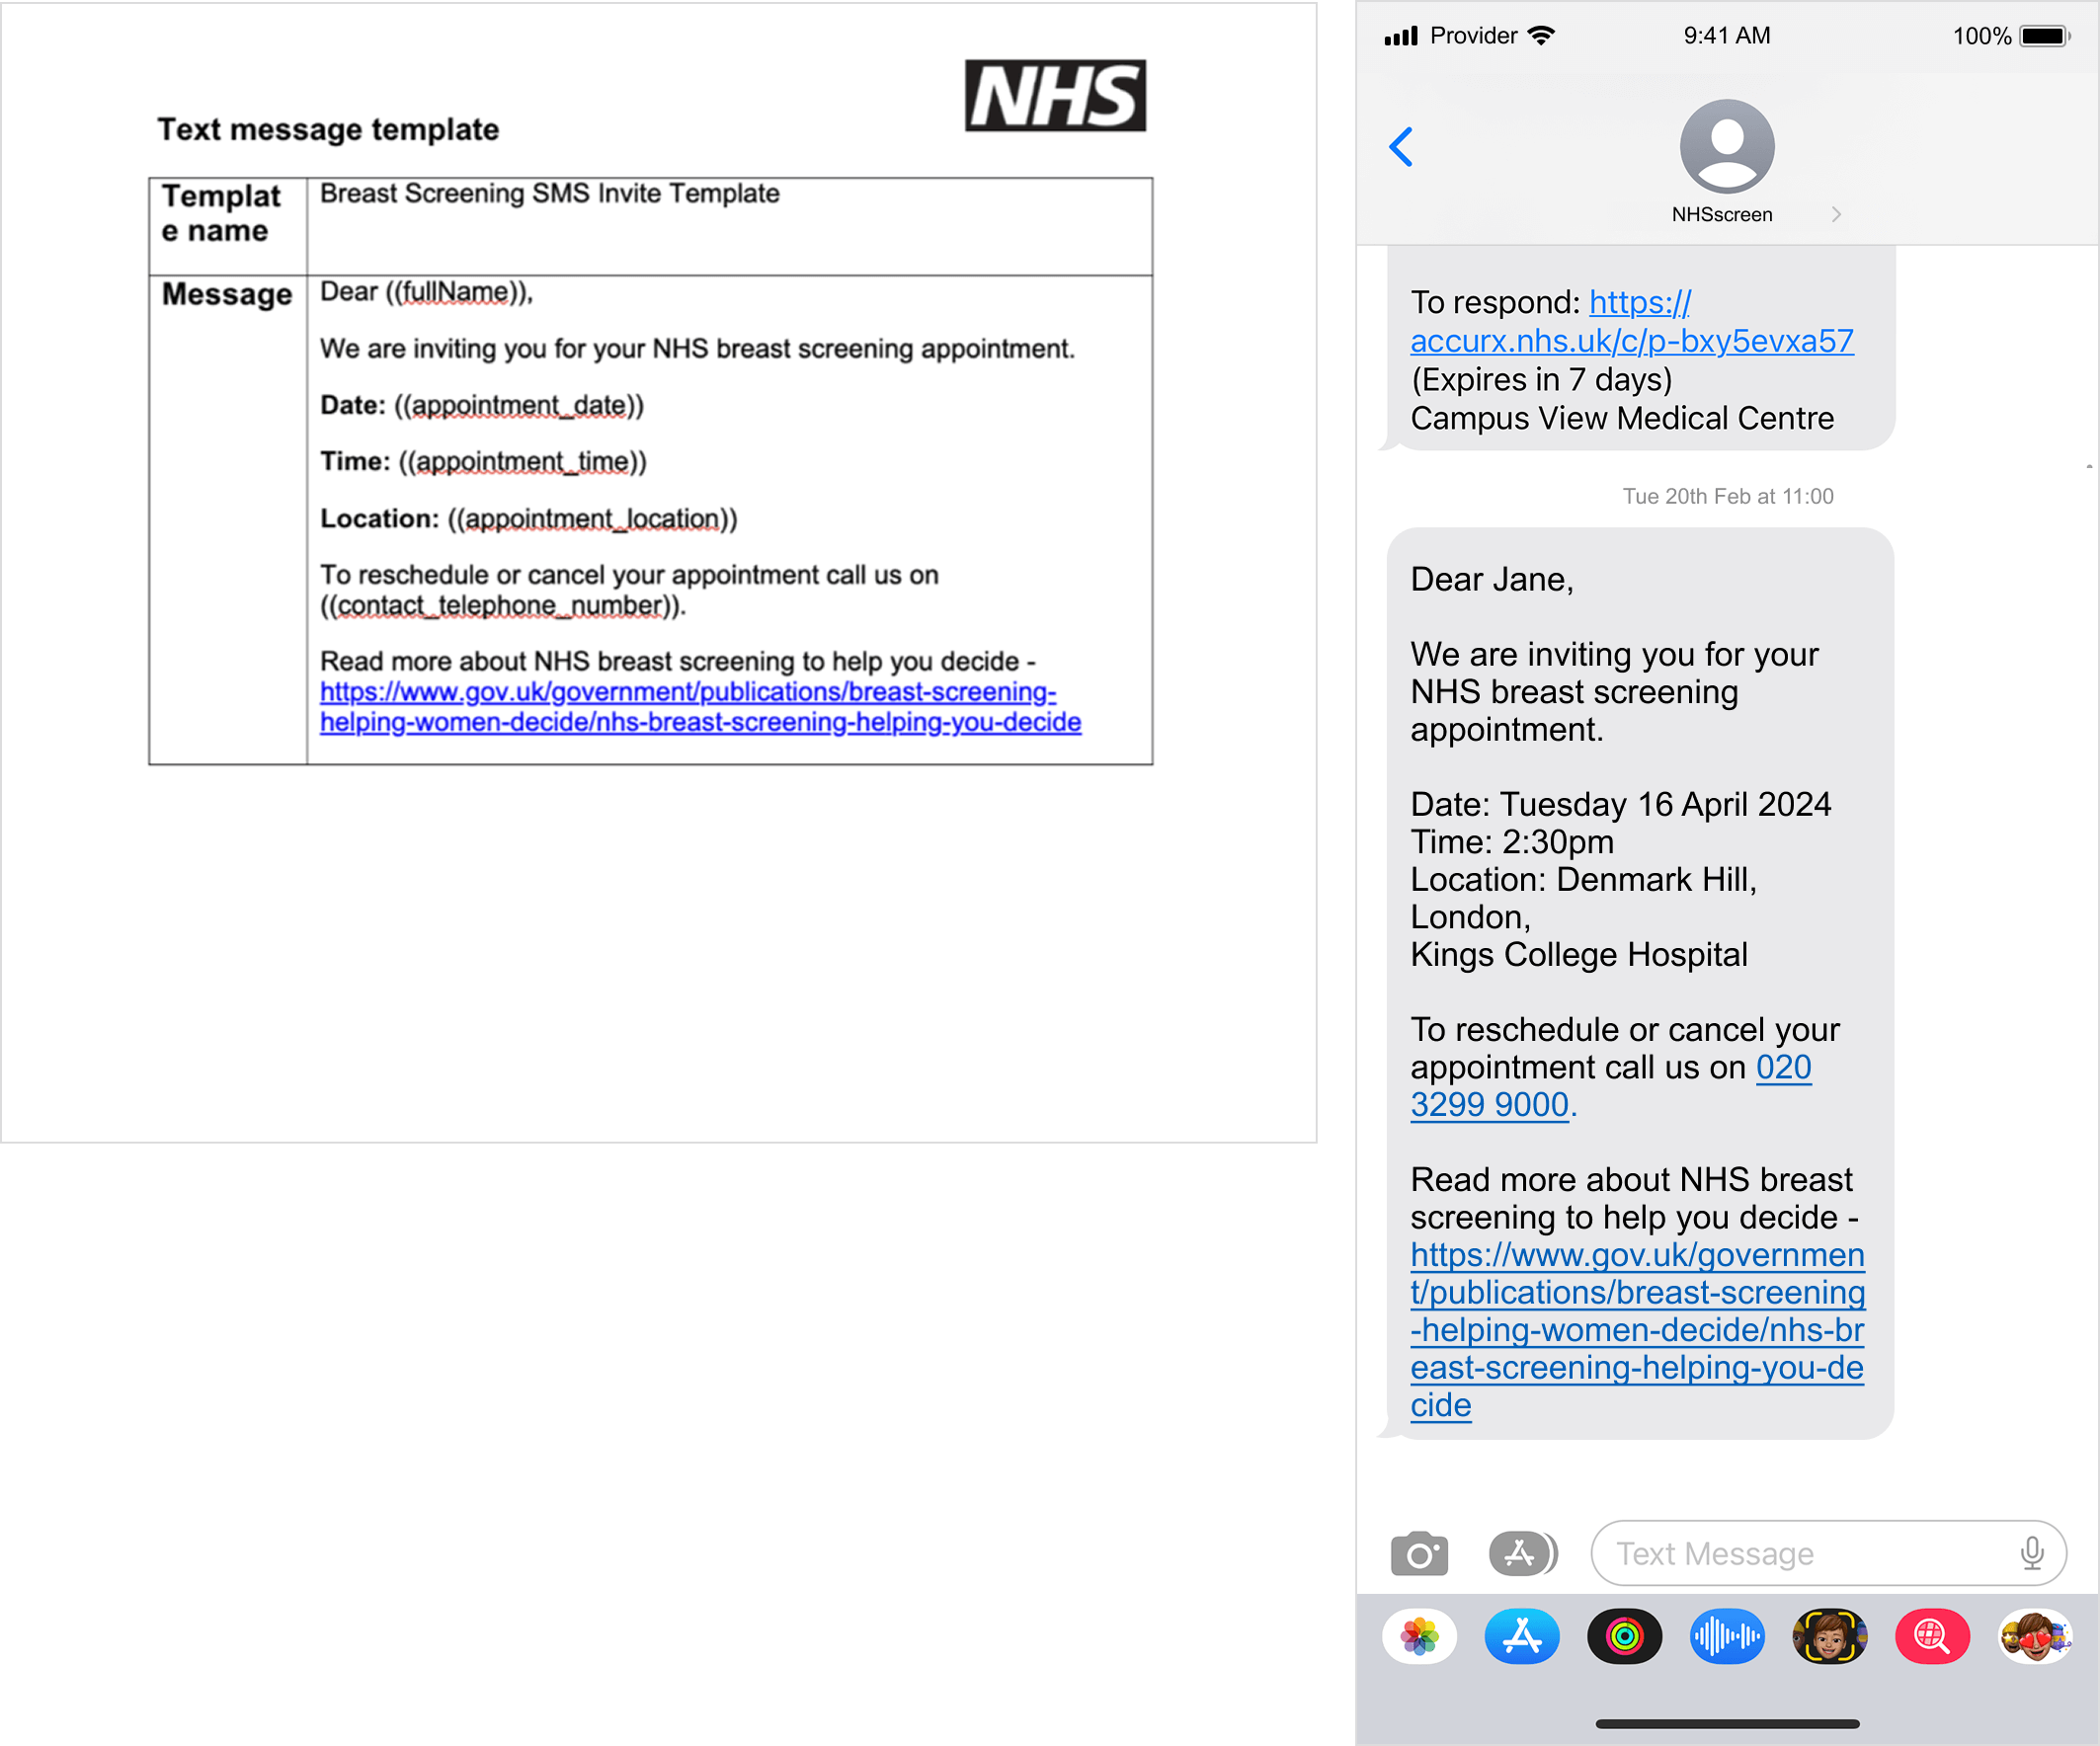 NHS
Text message template
Templat
e name
Breast Screening SMS Invite Template
Message
Dear ((fullName)),
We are inviting you for your NHS breast screening appointment.
Date: ((appointment_date))
Time: ((appointment_time))
Location: ((appointment_location))
To reschedule or cancel your appointment call us on
((contact_telephone_number)).
Read more about NHS breast screening to help you decide -
https://www.gov.uk/government/publications/breast-screening-
helping-women-decide/nhs-breast-screening-helping-you-decide
Provider
9:41 AM
100%
NHSscreen
To respond: https://
accurx.nhs.uk/c/p-bxy5evxa57
(Expires in 7 days)
Campus View Medical Centre
Tue 20th Feb at 11:00
Dear Jane,
We are inviting you for your
NHS breast screening
appointment.
Date: Tuesday 16 April 2024
Time: 2:30pm
Location: Denmark Hill,
London,
Kings College Hospital
To reschedule or cancel your
appointment call us on 020
3299 9000.
Read more about NHS breast
screening to help you decide -
https://www.gov.uk/governmen
t/publications/breast-screening
-helping-women-decide/nhs-br
east-screening-helping-you-de
cide
Text Message